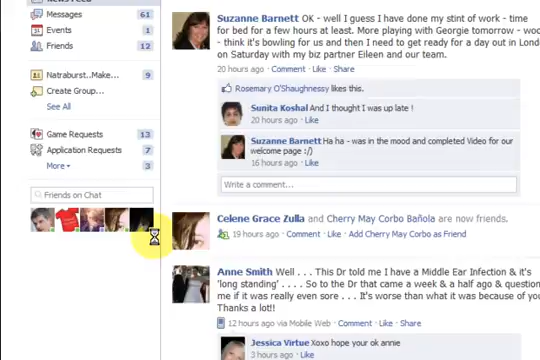 Messages 61
Events 1
Friends 12
Natraburst..Make... 9
Create Group...
See All
Game Requests 13
Application Requests 7
More 3
Friends on Chat
Suzanne Barnett OK - well I guess I have done my stint of work - time
for bed for a few hours at least. More playing with Georgie tomorrow -
- think it's bowling for us and then I need to get ready for a day out in
on Saturday with my biz partner Eileen and our team.
20 hours ago · Comment · Like · Share
Rosemary O'Shaughnessy likes this.
Sunita Koshal And I thought I was up late !
20 hours ago · Like
Suzanne Barnett Ha ha - was in the mood and completed Video for our
welcome page :/)
16 hours ago · Like
Write a comment...
Celene Grace Zulla and Cherry May Corbo Bañola are now friends.
19 hours ago · Comment · Like · Add Cherry May Corbo as Friend
Anne Smith Well . . . This Dr told me I have a Middle Ear Infection & it's
'long standing' . . . . So to the Dr that came a week & a half ago &
me if it was really even sore . . . It's worse than what it was because of
Thanks a lot!!
12 hours ago via Mobile Web · Comment · Like · Share
Jessica Virtue Xoxo hope your ok annie
3 hours ago · Like